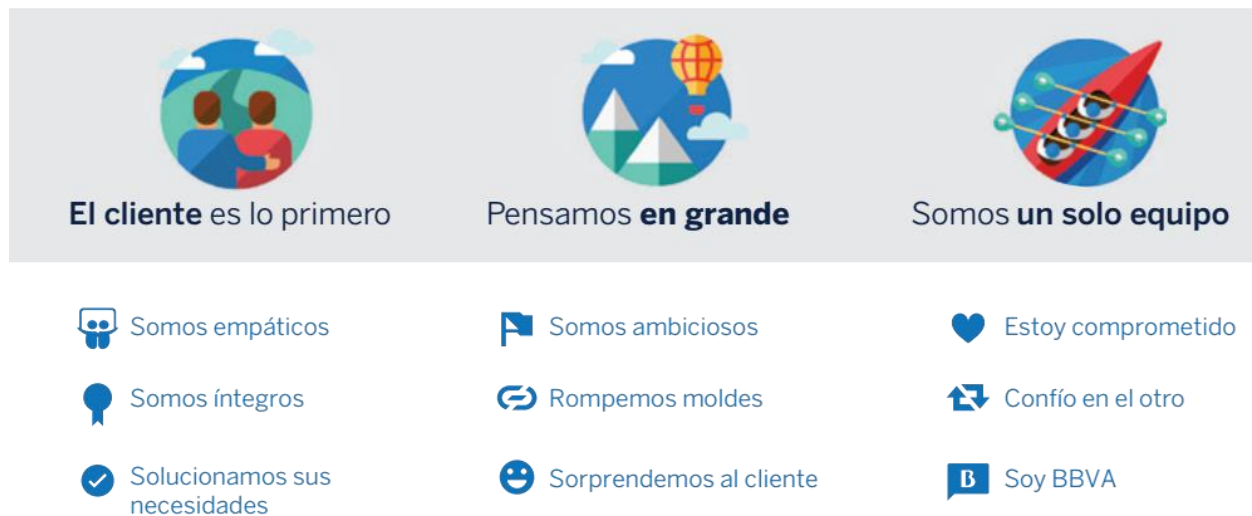 El cliente es lo primero
Pensamos en grande
Somos un solo equipo
Somos empáticos
Somos ambiciosos
Estoy comprometido
Somos íntegros
Rompemos moldes
Confío en el otro
Solucionamos sus
necesidades
Sorprendemos al cliente
B
Soy BBVA